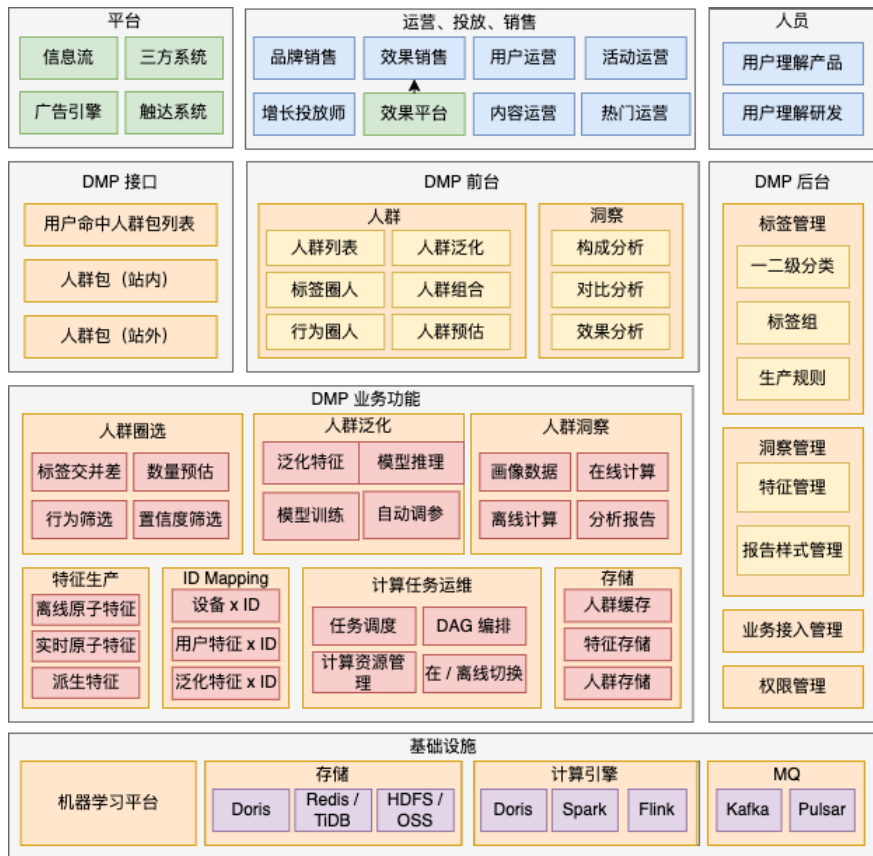 平台
信息流
三方系统
广告引擎
触达系统
运营、投放、销售
品牌销售
效果销售
用户运营
活动运营
增长投放师
效果平台
内容运营
热门运营
人员
用户理解产品
用户理解研发
DMP 接口
用户命中人群包列表
人群包（站内）
人群包（站外）
DMP 前台
人群
人群列表
人群泛化
标签圈人
人群组合
行为圈人
人群预估
洞察
构成分析
对比分析
效果分析
DMP 后台
标签管理
一二级分类
标签组
生产规则
洞察管理
特征管理
报告样式管理
业务接入管理
权限管理
DMP 业务功能
人群圈选
标签交并差
数量预估
行为筛选
置信度筛选
人群泛化
泛化特征
模型推理
模型训练
自动调参
人群洞察
画像数据
在线计算
离线计算
分析报告
特征生产
离线原子特征
实时原子特征
派生特征
ID Mapping
设备 x ID
用户特征 x ID
泛化特征 x ID
计算任务运维
任务调度
DAG 编排
计算资源管
理
在 / 离线切换
存储
人群缓存
特征存储
人群存储
基础设施
机器学习平台
存储
Doris
Redis /
TiDB
HDFS /
OSS
计算引擎
Doris
Spark
Flink
MQ
Kafka
Pulsar